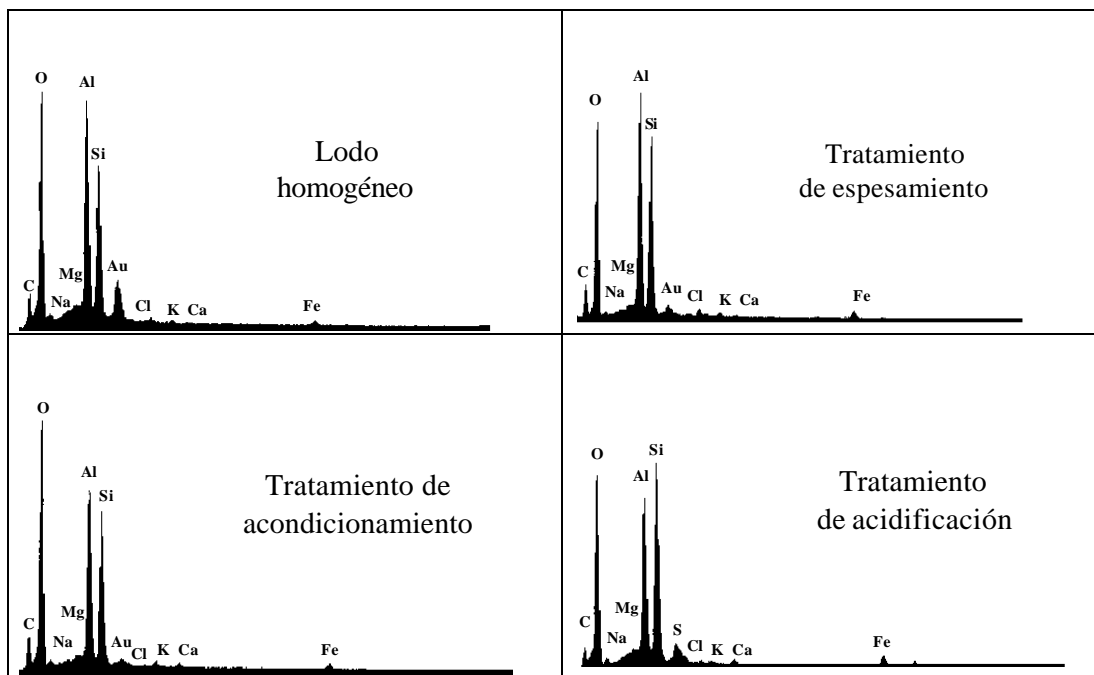 O
Al
Si
Lodo
homogéneo
Mg
Au
C
Na
Cl
K
Ca
Fe
Al
O
Si
Tratamiento
de espesamiento
Mg
C
Na
Au
Cl
K
Ca
Fe
O
Al
Si
Tratamiento de
acondicionamiento
Mg
C
Na
Au
Cl
K
Ca
Fe
Si
O
Al
Tratamiento
de acidificación
Mg
C
Na
S
Cl
K
Ca
Fe